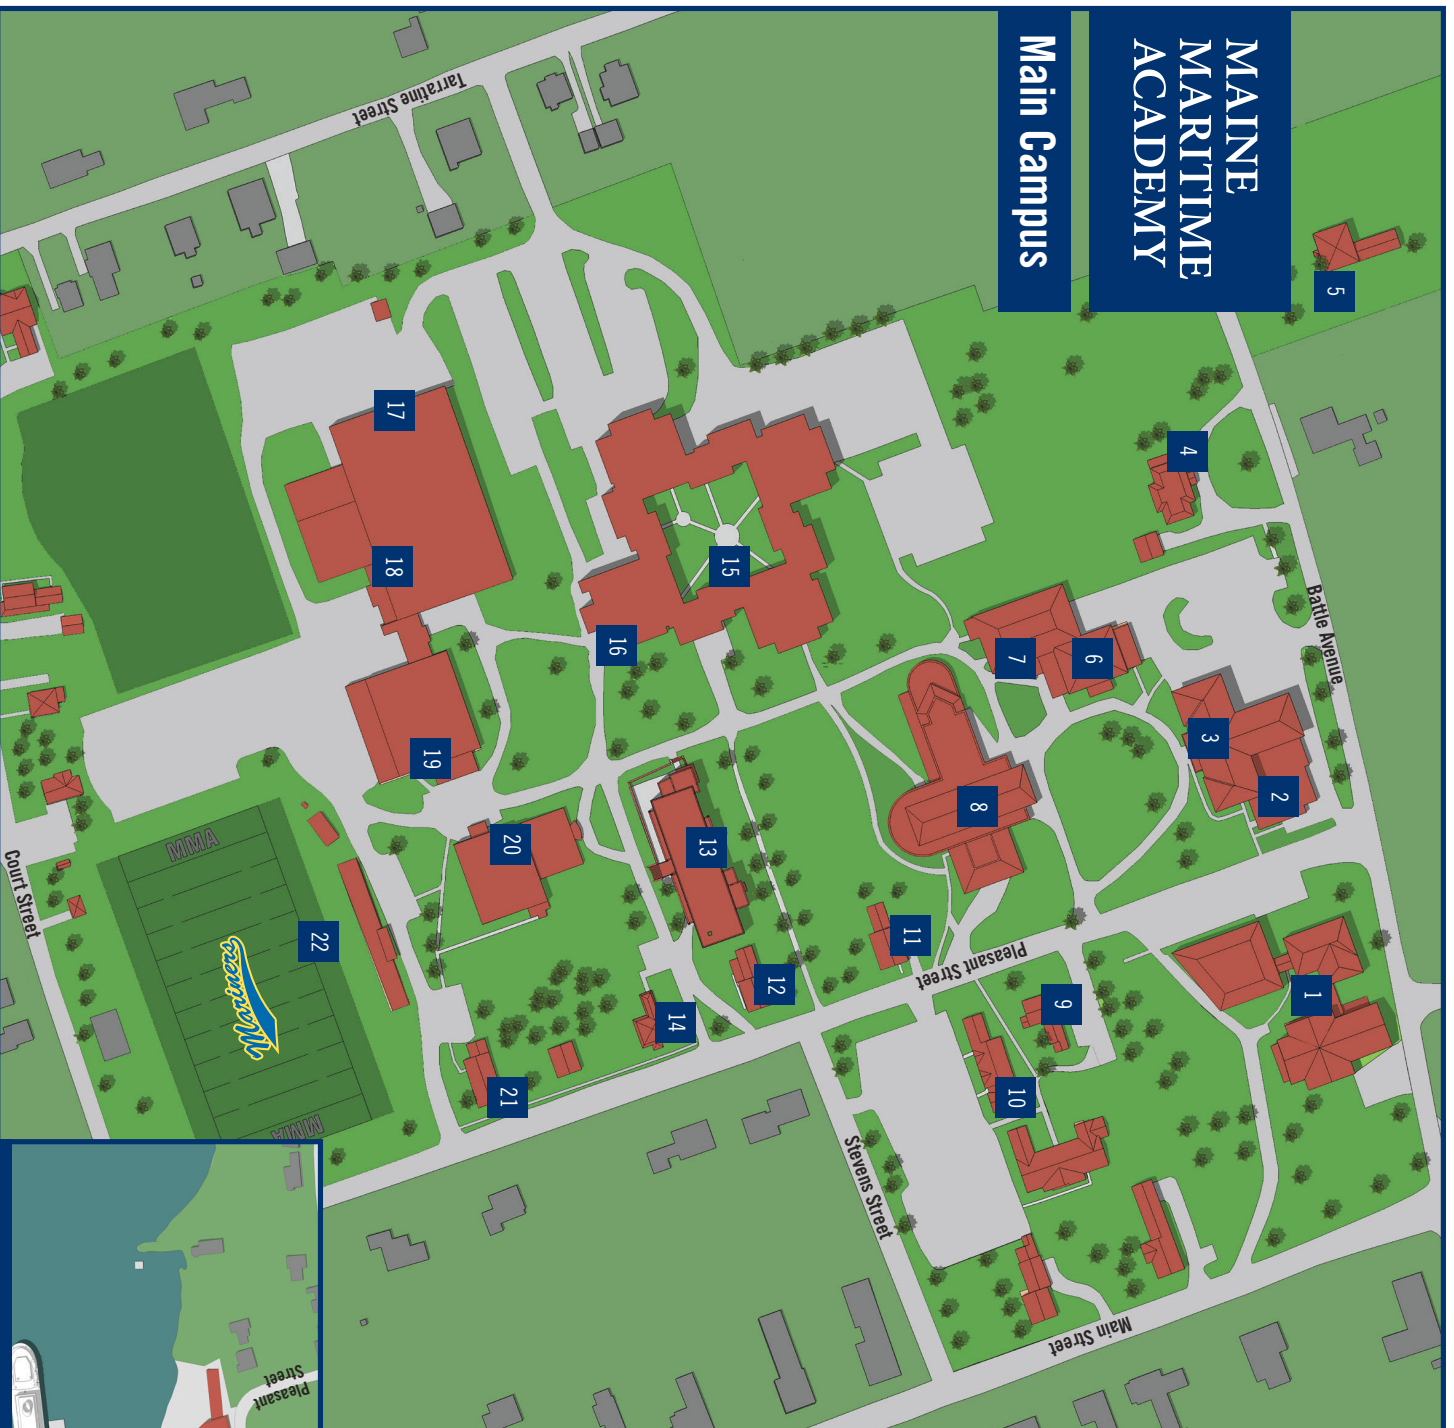 MAINE
MARITIME
ACADEMY
Main Campus
Tarratine Street
5
4
17
18
15
16
Battle Avenue
7
6
3
2
19
8
20
13
MMA
Court Street
22
Mariners
11
12
Pleasant Street
1
9
14
10
21
MMA
Stevens Street
Main Street
Pleasant
Street